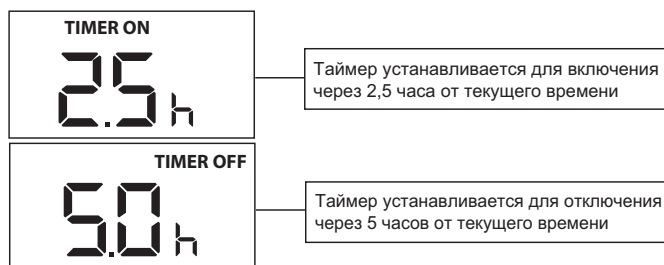 TIMER ON
2.5 h
Таймер устанавливается для включения
через 2,5 часа от текущего времени
TIMER OFF
5.0 h
Таймер устанавливается для отключения
через 5 часов от текущего времени